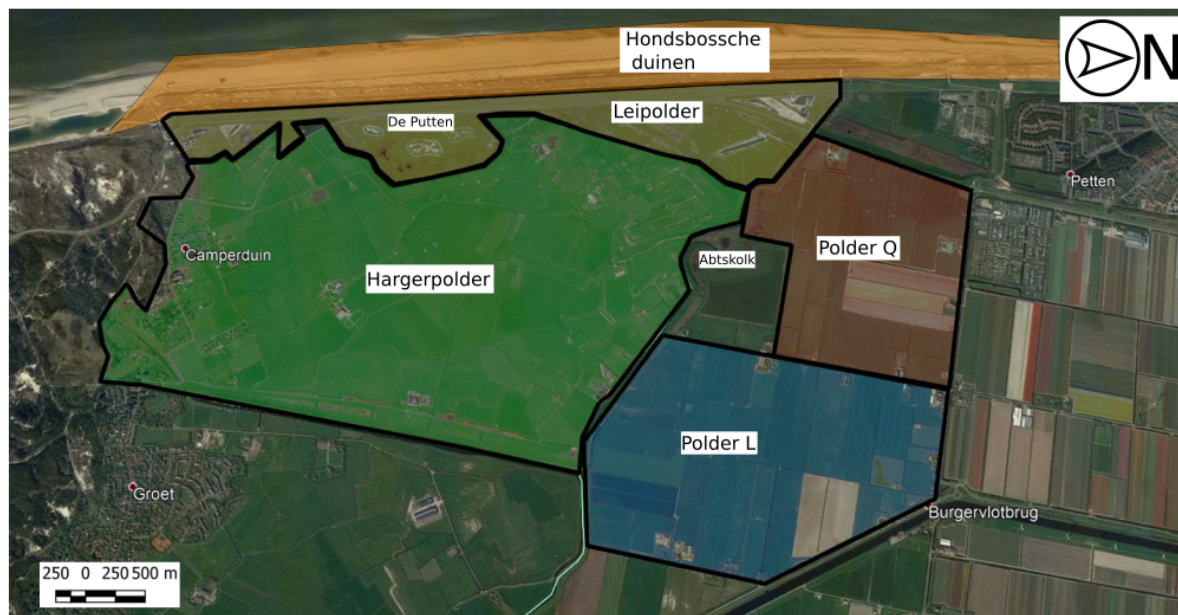 Hondsbossche
duinen
N
De Putten
Leipolder
Petten
Camperduin
Hargerpolder
Abtskolk
Polder Q
Polder L
Groet
Burgervlotbrug
250 0 250 500 m